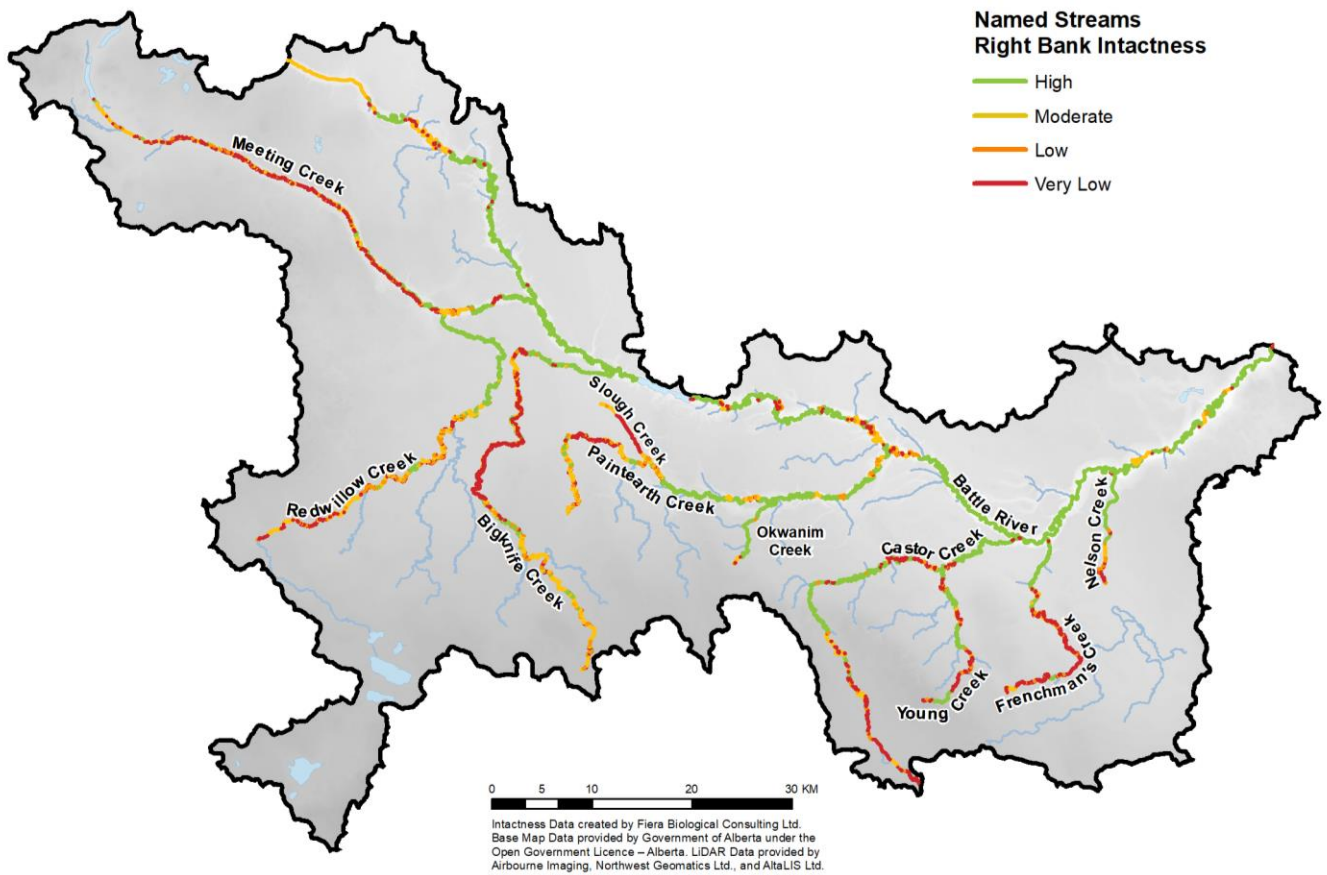 Named Streams
Right Bank Intactness
High
Moderate
Low
Very Low
Meeting Creek
Slough Creek
Redwillow Creek
Paintearth Creek
Bigknife Creek
Okwanim
Creek
Battle River
Castor Creek
Nelson Creek
Young Creek
Frenchman's Creek
0 5 10 20 30 KM
Intactness Data created by Fiera Biological Consulting Ltd.
Base Map Data provided by Government of Alberta under the
Open Government Licence – Alberta. LiDAR Data provided by
Airbourne Imaging, Northwest Geomatics Ltd., and AltaLIS Ltd.